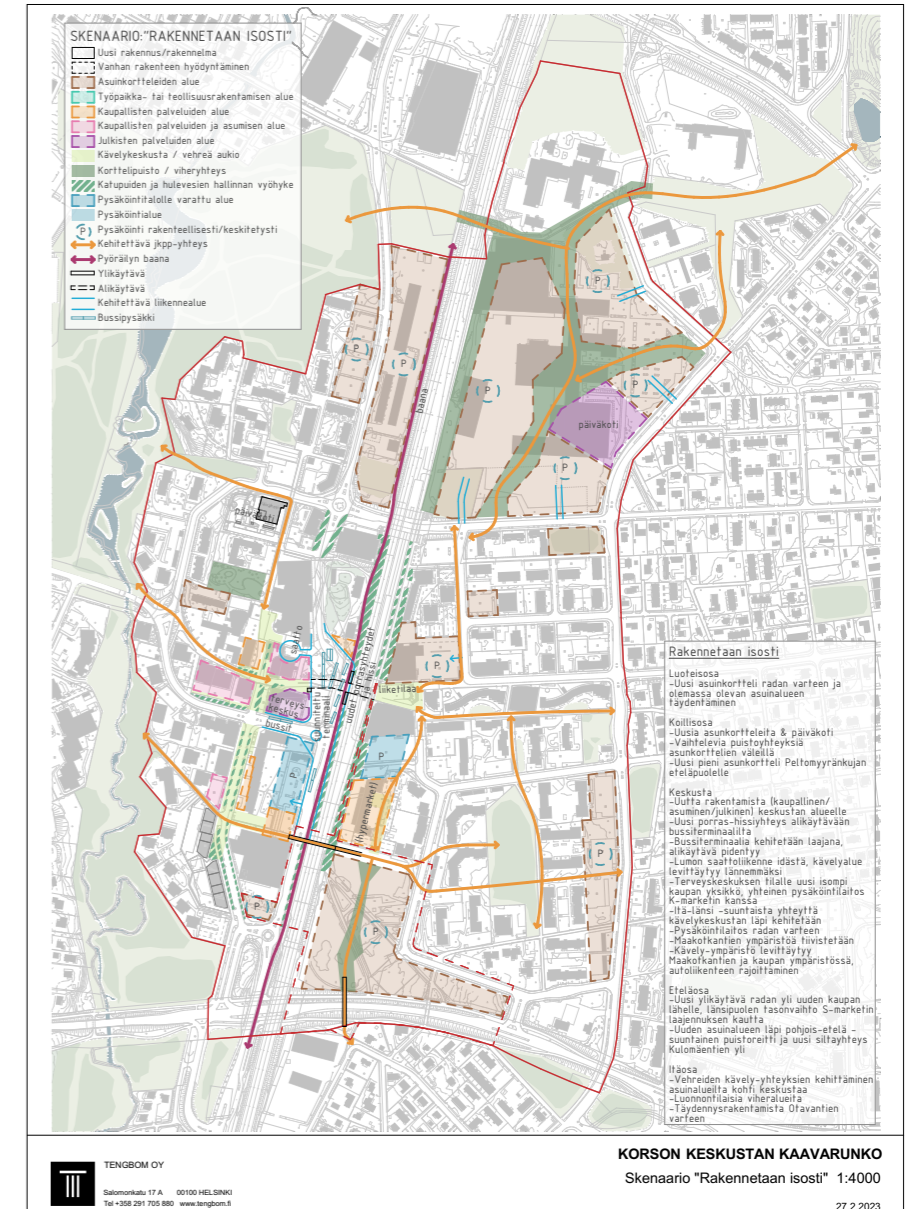 SKENAARIO:"RAKENNETAAN ISOSTI"
Uusi rakennus/rakennelma
Vanhan rakenteen hyödyntäminen
Asuinkortteleiden alue
Työpaikka- tai teollisuusrakentamisen alue
Kaupallisten palveluiden alue
Kaupallisten palveluiden ja asumisen alue
Julkisten palveluiden alue
Kävelykeskusta / vehreä aukio
Korttelipuisto / viheryhteys
Katupuiden ja hulevesien hallinnan vyöhyke
Pysäköintitalolle varattu alue
Pysäköintialue
P Pysäköinti rakenteellisesti/keskitetysti
Kehitettävä jkpp-yhteys
Pyöräilyn baana
Ylikäytävä
Alikäytävä
Kehitettävä liikennealue
Bussipysäkki
P
P
P
P
P
P
baana
päiväkoti
päiväkoti
saatto
uudet porrasyhteydet
ja hissi
liiketilaa
P
terveys-
keskus
bussit
terminaali
P
P
(hypermarket)
P
P
P
Rakennetaan isosti
Luoteisosa
-Uusi asuinkortteli radan varteen ja
olemassa olevan asuinalueen
täydentäminen
Koillisosa
-Uusia asuinkortteleita & päiväkoti
-Vaihtelevia puistoyhteyksiä
asuinkorttelien väleillä
-Uusi pieni asuinkortteli Peltomyyränkujan
eteläpuolelle
Keskusta
-Uutta rakentamista (kaupallinen/
asuminen/julkinen) keskustan alueelle
-Uusi porras-hissiyhteys alikäytävään
bussiterminaalilta
-Bussiterminaalia kehitetään laajana,
alikäytävä pidentyy
-Lumon saattoliikenne idästä, kävelyalue
levittäytyy lännemmäksi
-Terveyskeskuksen tilalle uusi isompi
kaupan yksikkö, yhteinen pysäköintilaitos
K-marketin kanssa
-Itä-länsi -suuntaista yhteyttä
kävelykeskustan läpi kehitetään
-Pysäköintilaitos radan varteen
-Maakotkantien ympäristöä tiivistetään
-Kävely-ympäristö levittäytyy
Maakotkantien ja kaupan ympäristössä,
autoliikenteen rajoittaminen
Eteläosa
-Uusi ylikäytävä radan yli uuden kaupan
lähelle, länsipuolen tasonvaihto S-marketin
laajennuksen kautta
-Uuden asuinalueen läpi pohjois-etelä -
suuntainen puistoreitti ja uusi siltayhteys
Kulomäentien yli
Itäosa
-Vehreiden kävely-yhteyksien kehittäminen
asuinalueilta kohti keskustaa
-Luonnontilaisia viheralueita
-Täydennysrakentamista Otavantien
varteen
KORSON KESKUSTAN KAAVARUNKO
Skenaario "Rakennetaan isosti" 1:4000
27.2.2023
TENGBOM OY
Salomonkatu 17 A 00100 HELSINKI
Tel +358 291 705 880 www.tengbom.fi